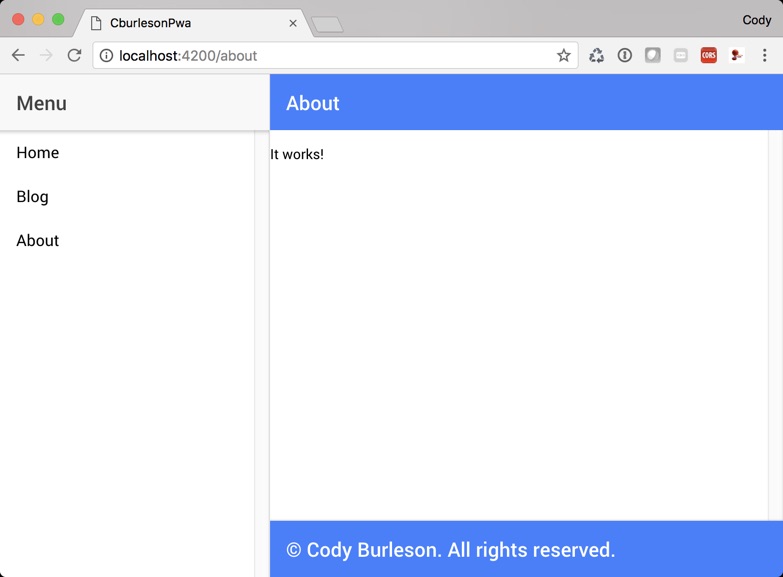 CburlesonPwa
Cody
localhost:4200/about
CORS
Menu
About
Home
It works!
Blog
About
© Cody Burleson. All rights reserved.